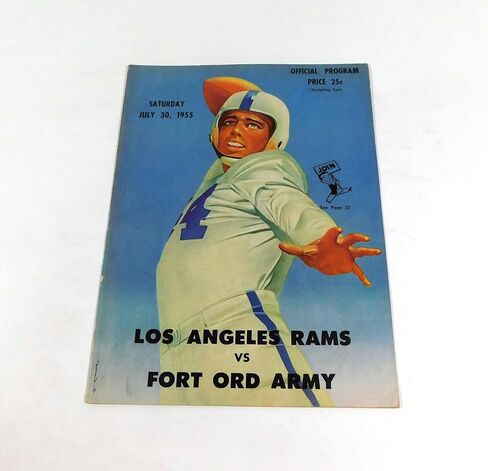 OFFICIAL PROGRAM
PRICE 25c
(Including Tax)
SATURDAY
JULY 30, 1955
JOIN
See Page 23
4
LOS ANGELES RAMS
VS
FORT ORD ARMY